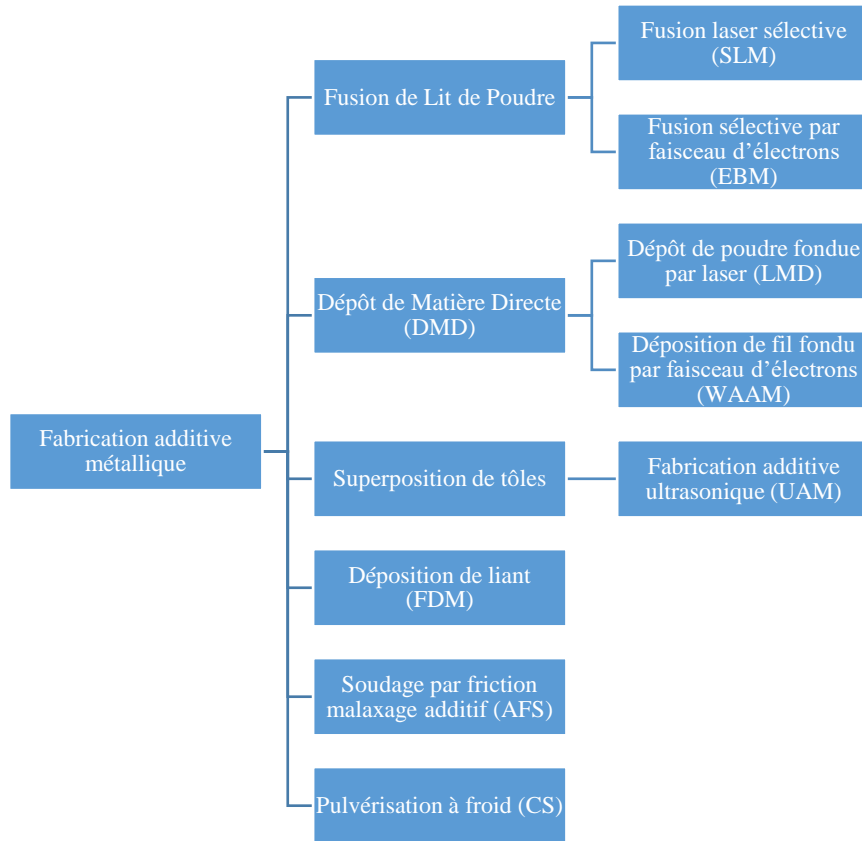 Fabrication additive
métallique
Fusion de Lit de Poudre
Fusion laser sélective
(SLM)
Fusion sélective par
faisceau d’électrons
(EBM)
Dépôt de Matière Directe
(DMD)
Dépôt de poudre fondue
par laser (LMD)
Déposition de fil fondu
par faisceau d’électrons
(WAAM)
Superposition de tôles
Fabrication additive
ultrasonique (UAM)
Déposition de liant
(FDM)
Soudage par friction
malaxage additif (AFS)
Pulvérisation à froid (CS)